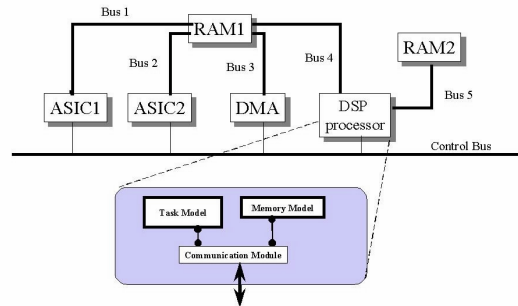 Bus 1
RAM1
Bus 2
Bus 3
Bus 4
RAM2
Bus 5
ASIC1
ASIC2
DMA
DSP
processor
Control Bus
Task Model
Memory Model
Communication Module